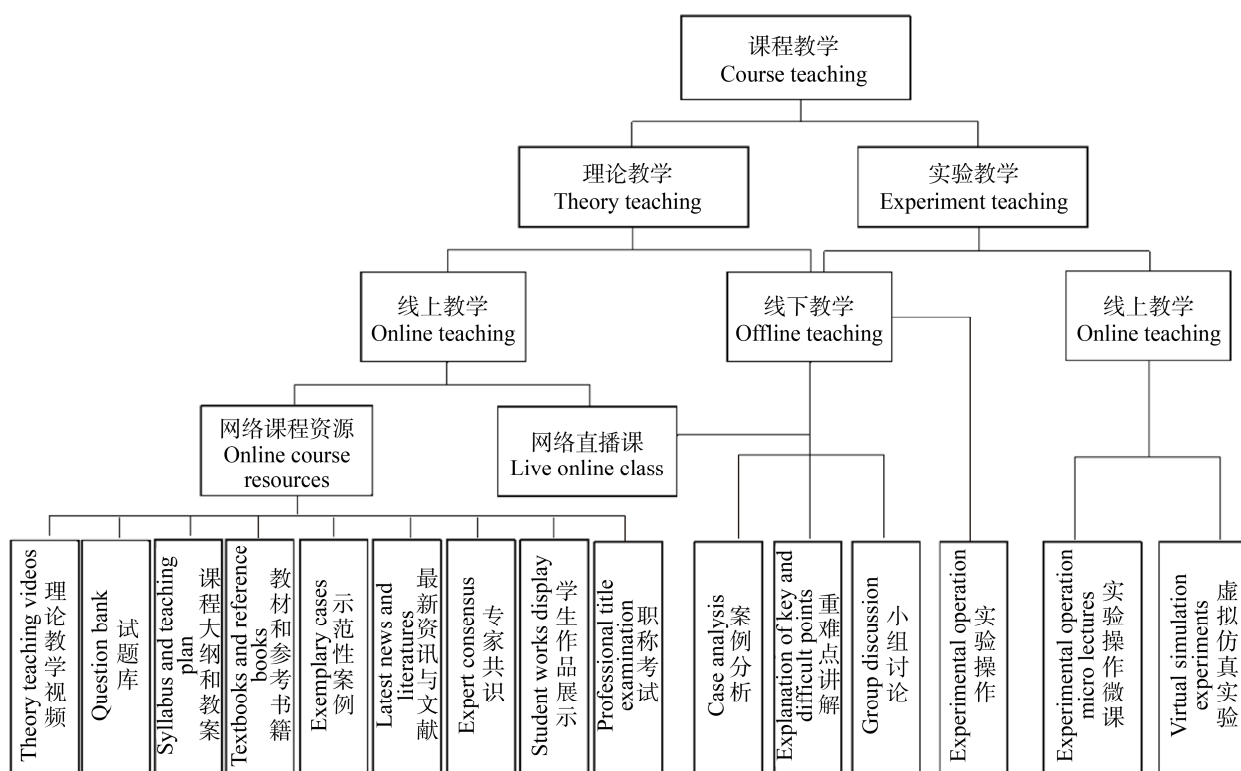 课程教学
Course teaching
理论教学
Theory teaching
实验教学
Experiment teaching
线上教学
Online teaching
线下教学
Offline teaching
线上教学
Online teaching
网络课程资源
Online course
resources
网络直播课
Live online class
理论教学视频
Theory teaching videos
试题库
Question bank
课程大纲和教案
Syllabus and teaching
plan
教材和参考书籍
Textbooks and reference
books
示范性案例
Exemplary cases
最新资讯与文献
Latest news and
literatures
专家共识
Expert consensus
学生作品展示
Student works display
职称考试
Professional title
examination
案例分析
Case analysis
重难点讲解
Explanation of key and
difficult points
小组讨论
Group discussion
实验操作
Experimental operation
实验操作微课
Experimental operation
micro lectures
虚拟仿真实验
Virtual simulation
experiments